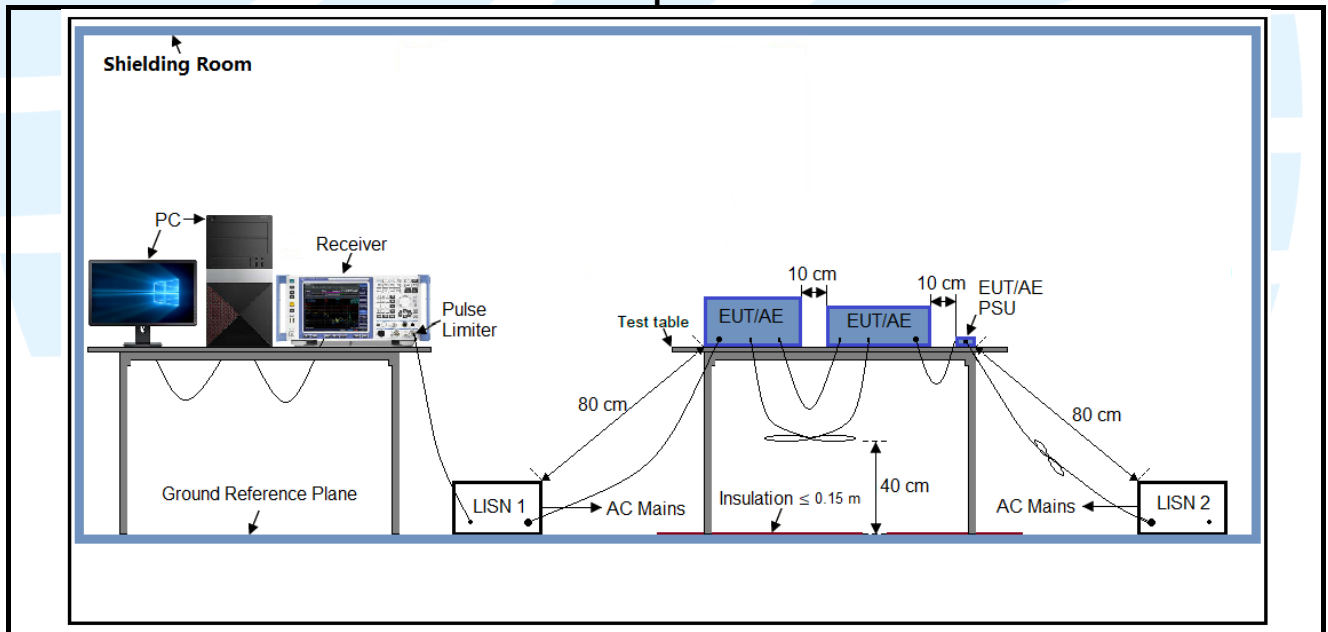 Shielding Room
PC
Receiver
Pulse
Limiter
10 cm
10 cm
EUT/AE
PSU
EUT/AE
EUT/AE
Test table
80 cm
80 cm
40 cm
Ground Reference Plane
LISN 1
AC Mains
Insulation ≤ 0.15 m
AC Mains
LISN 2